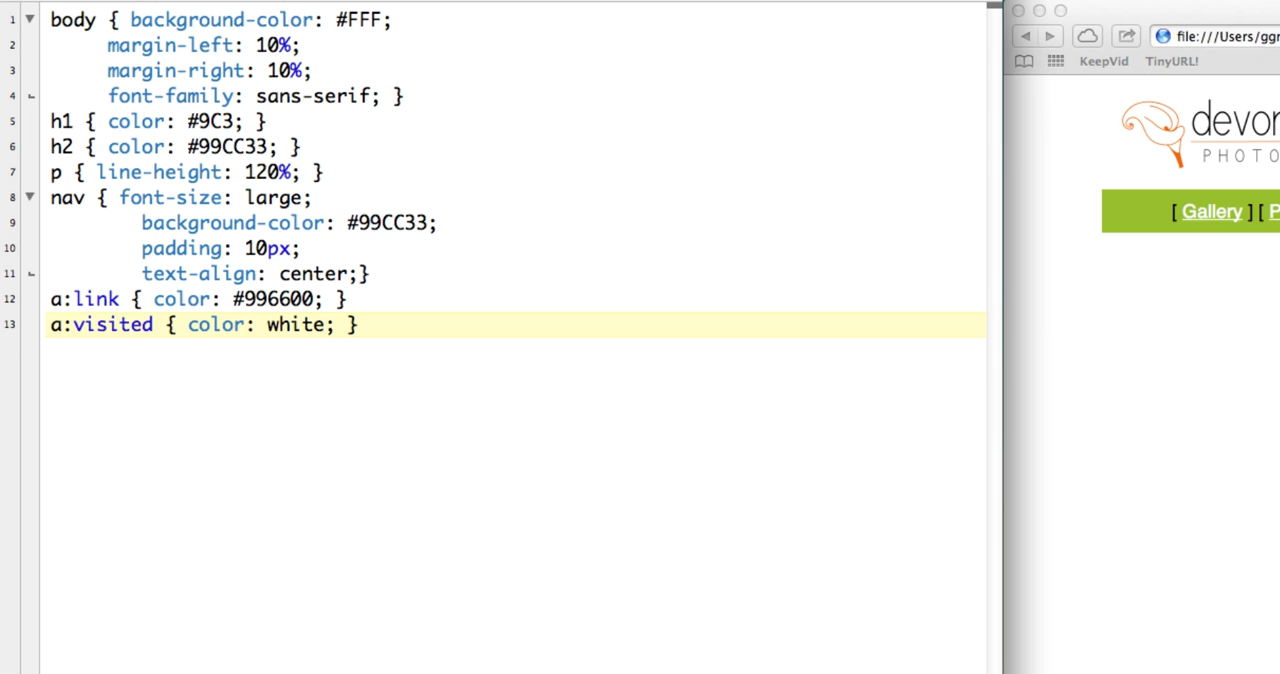 1 body { background-color: #FFF;
2 margin-left: 10%;
3 margin-right: 10%;
4 font-family: sans-serif; }
5 h1 { color: #9C3; }
6 h2 { color: #99CC33; }
7 p { line-height: 120%; }
8 nav { font-size: large;
9 background-color: #99CC33;
10 padding: 10px;
11 text-align: center;}
12 a:link { color: #996600; }
13 a:visited { color: white; }
file:///Users/ggr
KeepVid TinyURL!
devor
PHOTO
[ Gallery ] [ P